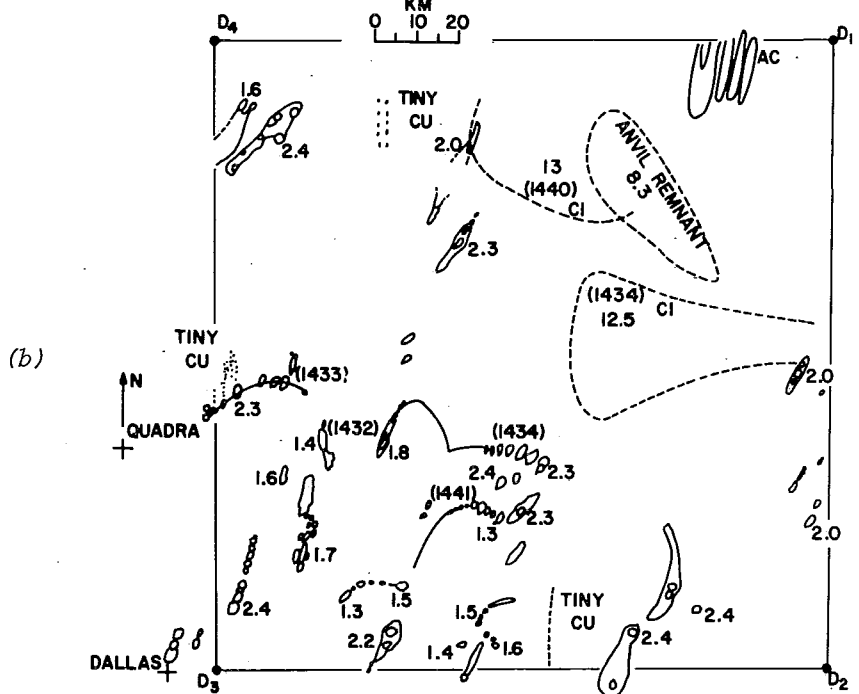 KM
0 10 20
D4
D1
AC
1.6
2.4
TINY
CU
2.0
13
(1440)
CI
ANVIL REMNANT
8.3
2.3
(1434)
CI
12.5
(b)
TINY
CU
N
(1433)
2.3
2.0
QUADRA
(1432)
1.4
1.8
(1434)
2.4
2.3
1.6
(1441)
1.3
2.3
2.0
1.7
2.4
1.3
1.5
1.5
TINY
CU
2.4
2.2
1.4
1.6
2.4
DALLAS
D3
D2